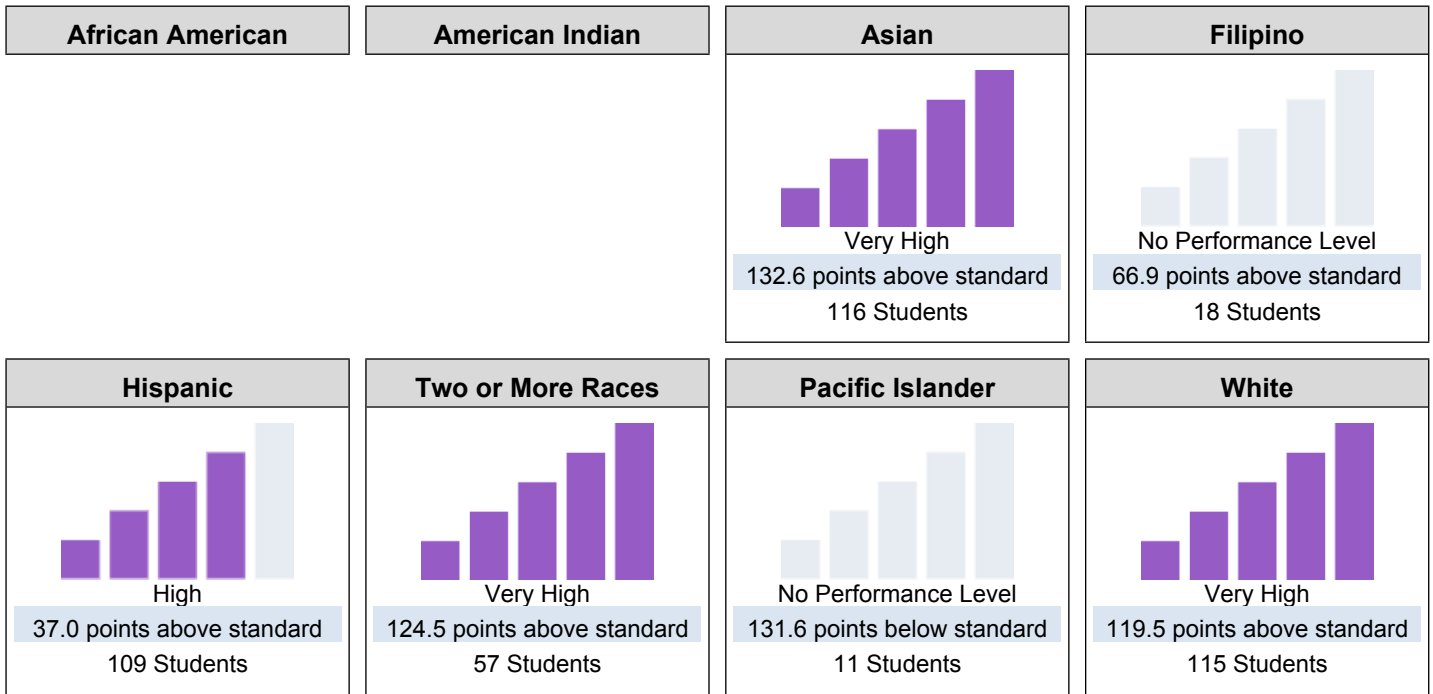 African American
American Indian
Asian
Filipino
Very High
132.6 points above standard
116 Students
No Performance Level
66.9 points above standard
18 Students
Hispanic
Two or More Races
Pacific Islander
White
High
37.0 points above standard
109 Students
Very High
124.5 points above standard
57 Students
No Performance Level
131.6 points below standard
11 Students
Very High
119.5 points above standard
115 Students